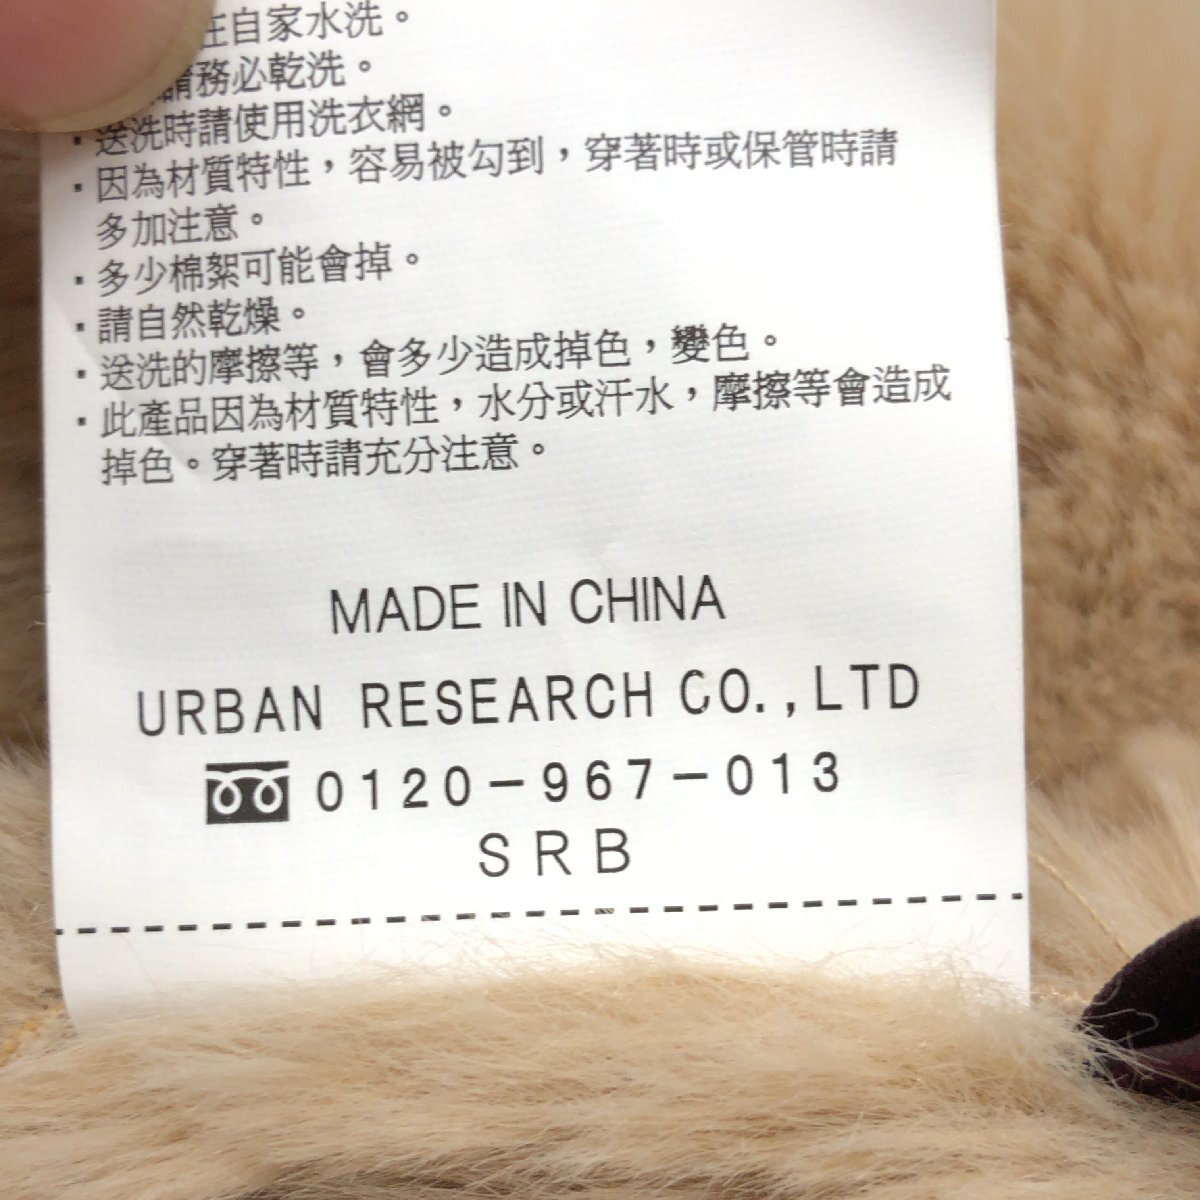 在自家水洗。
請務必乾洗。
・送洗時請使用洗衣網。
・因為材質特性，容易被勾到，穿著時或保管時請
多加注意。
・多少棉絮可能會掉。
・請自然乾燥。
・送洗的摩擦等，會多少造成掉色，變色。
・此產品因為材質特性，水分或汗水，摩擦等會造成
掉色。穿著時請充分注意。
MADE IN CHINA
URBAN RESEARCH CO.,LTD
0120-967-013
SRB